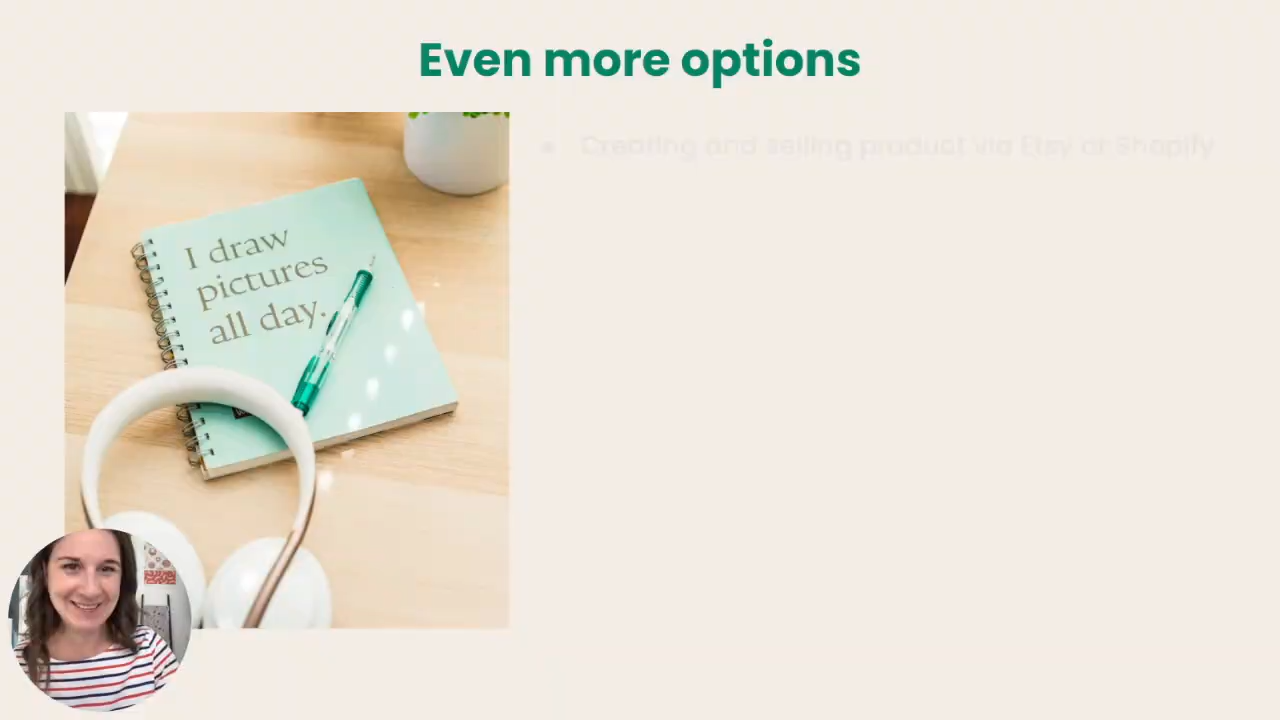 Even more options
Creating and selling product via Etsy or Shopify
I draw
pictures
all day.